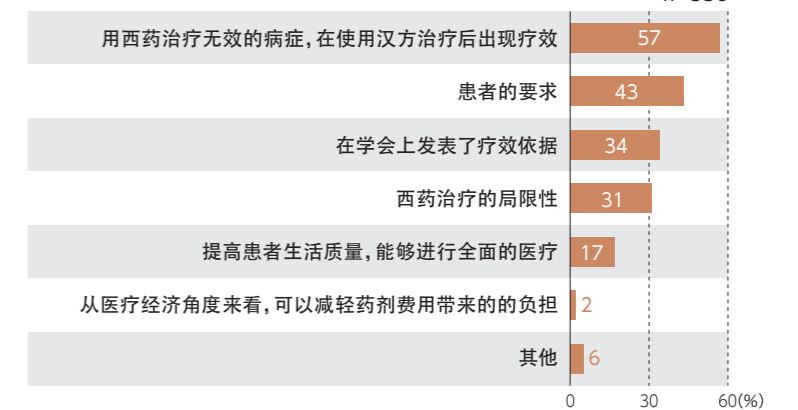 用西药治疗无效的病症，在使用汉方治疗后出现疗效 57
患者的要求 43
在学会上发表了疗效依据 34
西药治疗的局限性 31
提高患者生活质量，能够进行全面的医疗 17
从医疗经济角度来看，可以减轻药剂费用带来的的负担 2
其他 6
0 30 60(%)